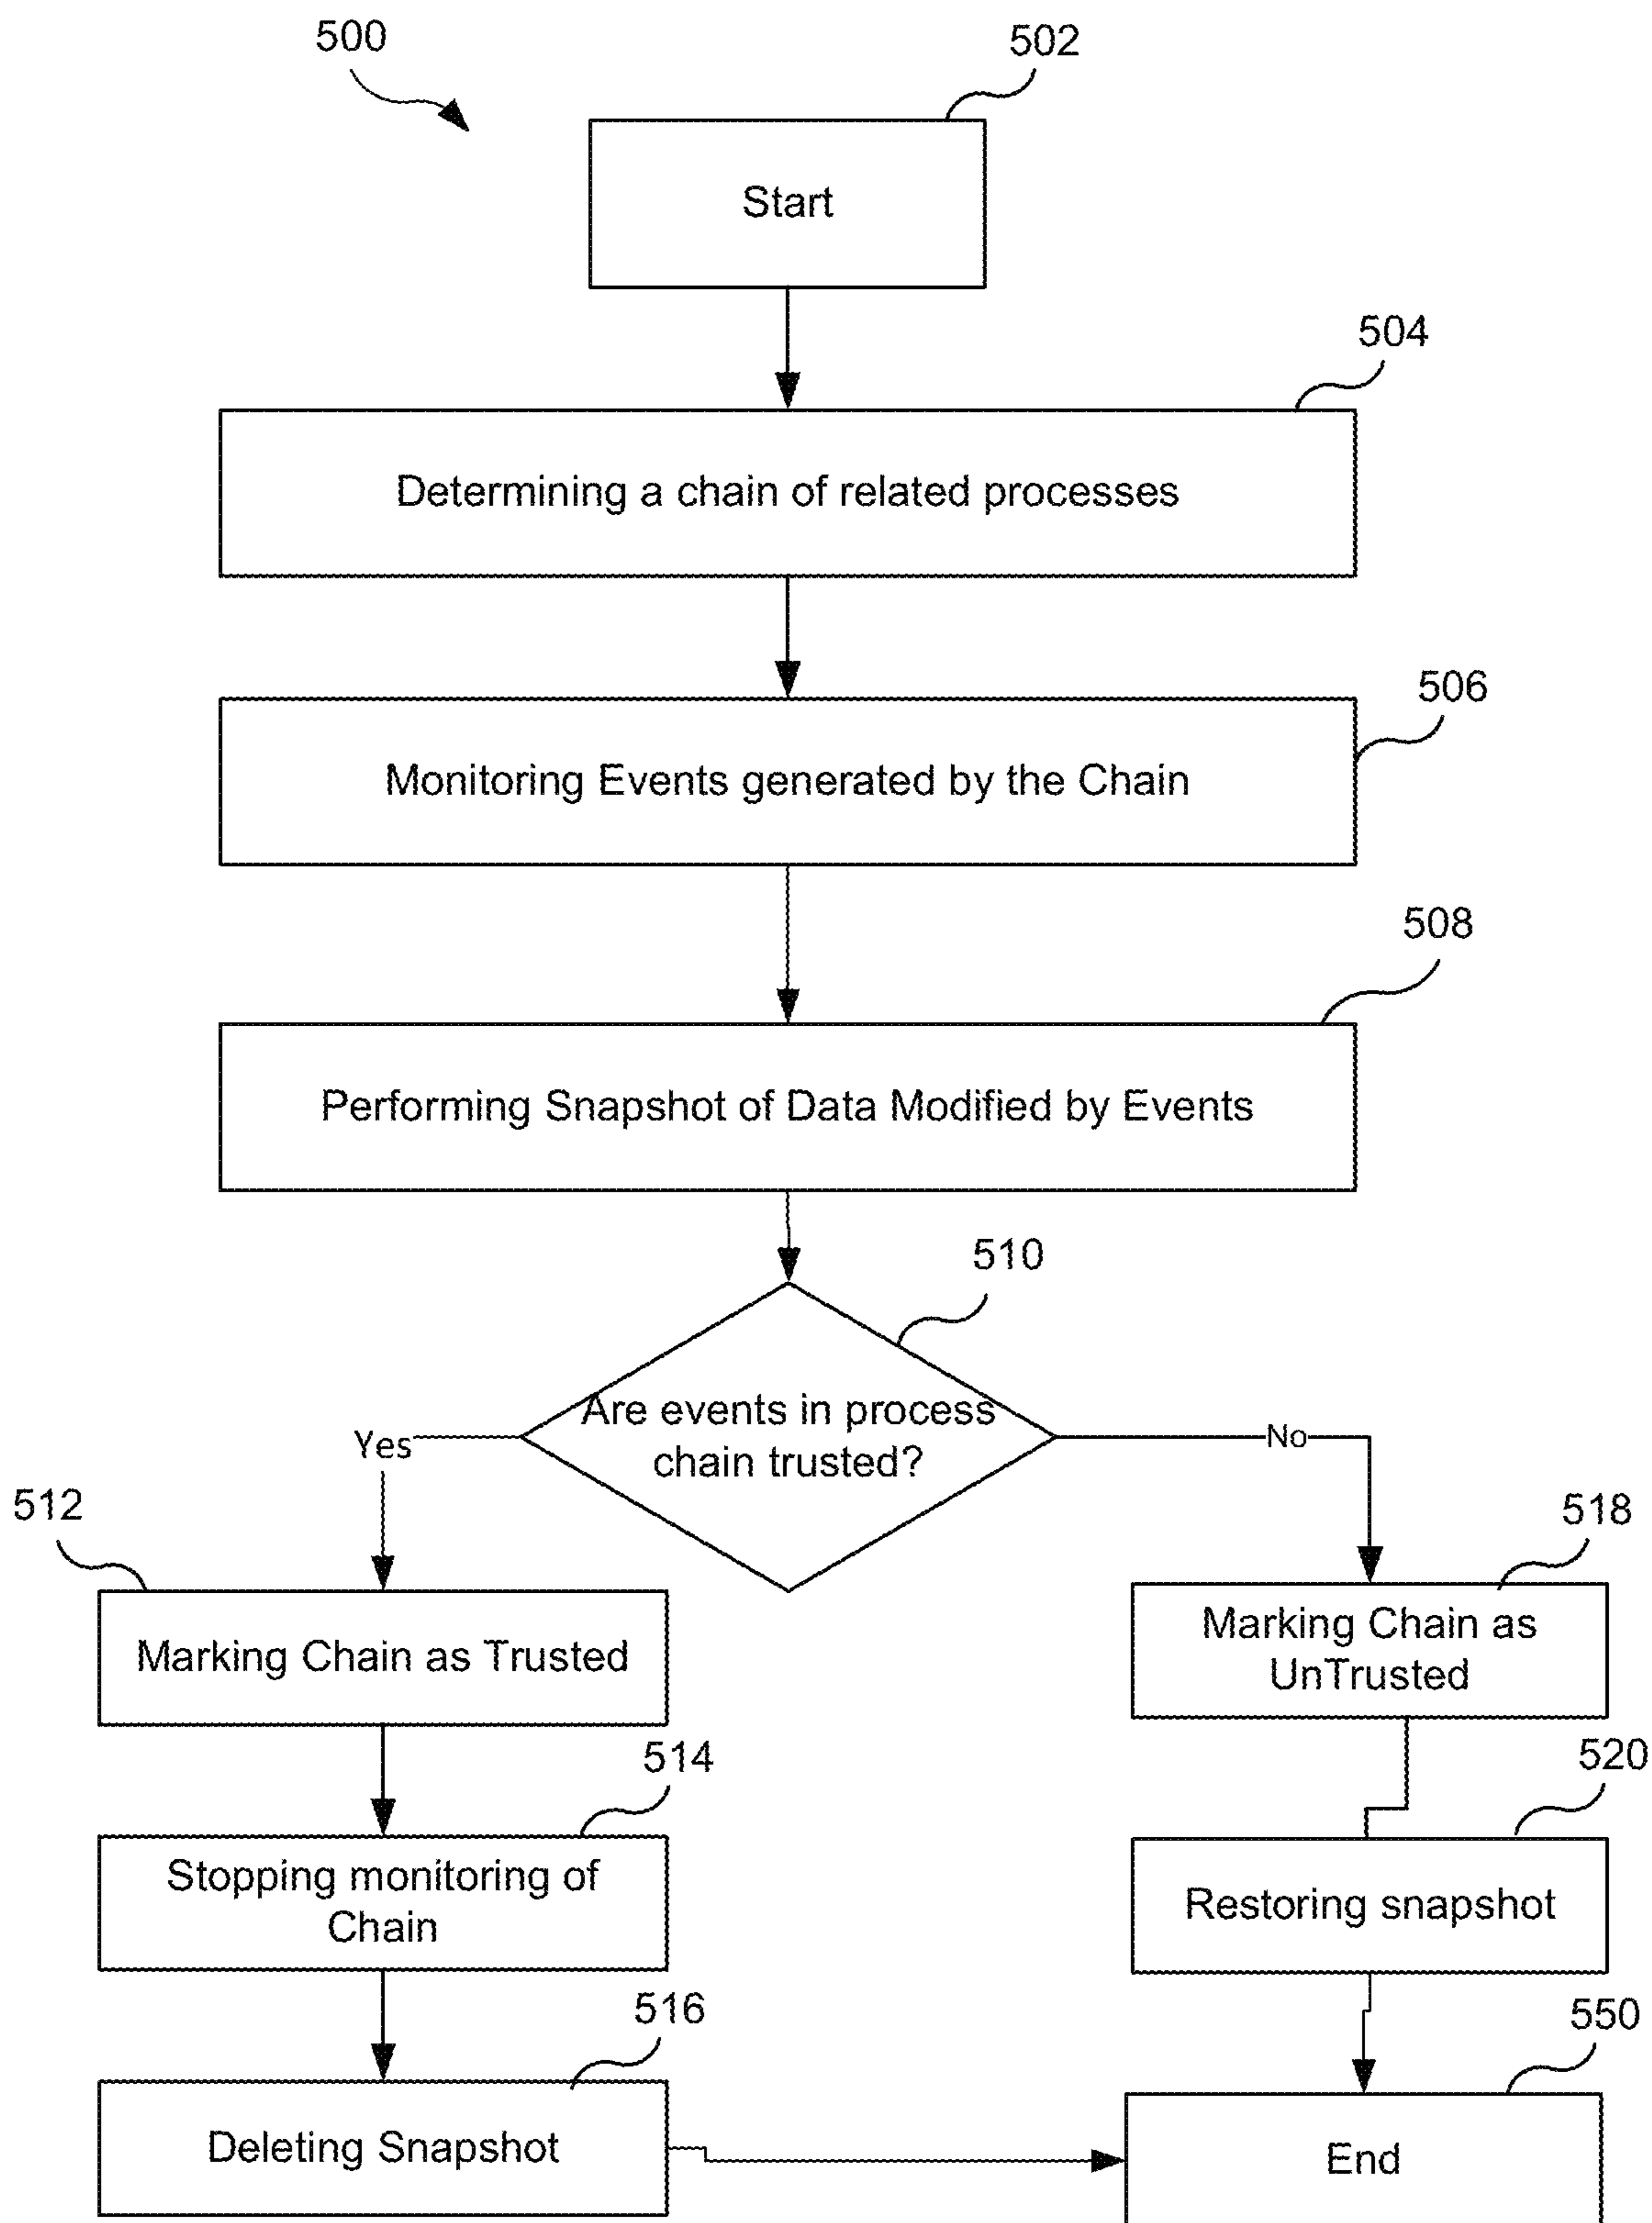 500
502
Start
504
Determining a chain of related processes
506
Monitoring Events generated by the Chain
508
Performing Snapshot of Data Modified by Events
510
Are events in process
chain trusted?
Yes
No
512
Marking Chain as Trusted
518
Marking Chain as
UnTrusted
514
Stopping monitoring of
Chain
520
Restoring snapshot
516
Deleting Snapshot
550
End